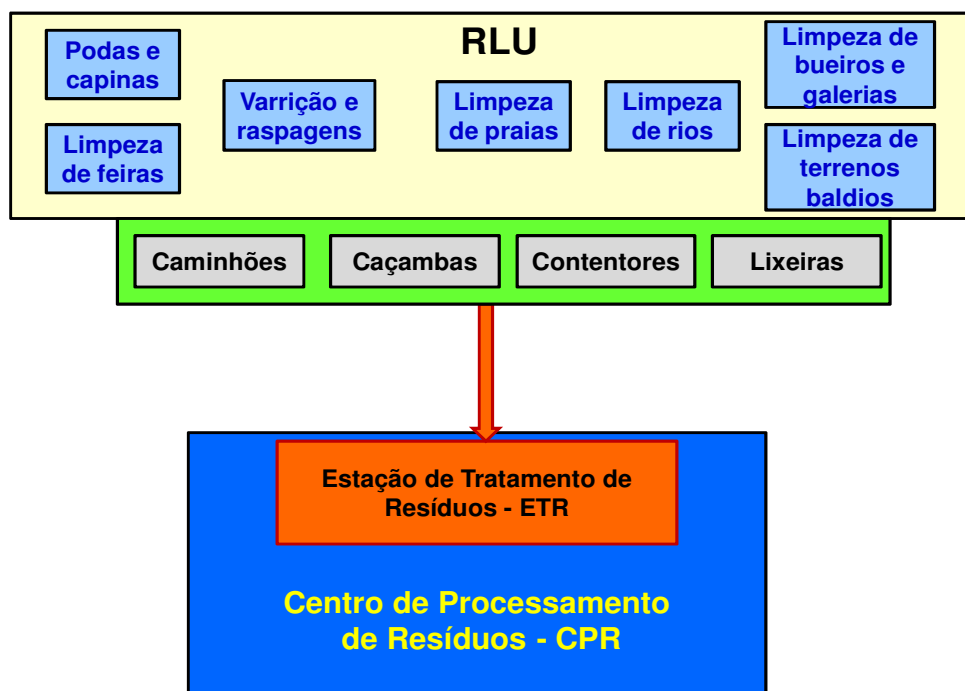 RLU
Podas e
capinas
Limpeza
de feiras
Varrição e
raspagens
Limpeza
de praias
Limpeza
de rios
Limpeza de
bueiros e
galerias
Limpeza de
terrenos
baldios
Caminhões
Caçambas
Contentores
Lixeiras
Estação de Tratamento de
Resíduos - ETR
Centro de Processamento
de Resíduos - CPR